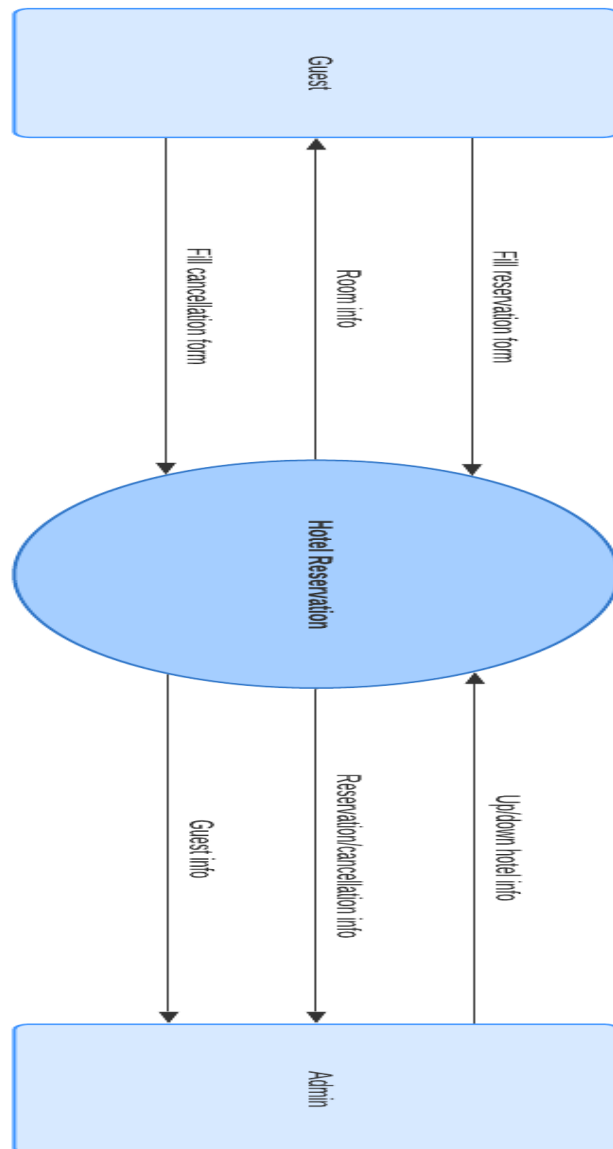 Guest
Fill reservation form
Room info
Fill cancellation form
Hotel Reservation
Up/down hotel info
Reservation/cancellation info
Guest info
Admin